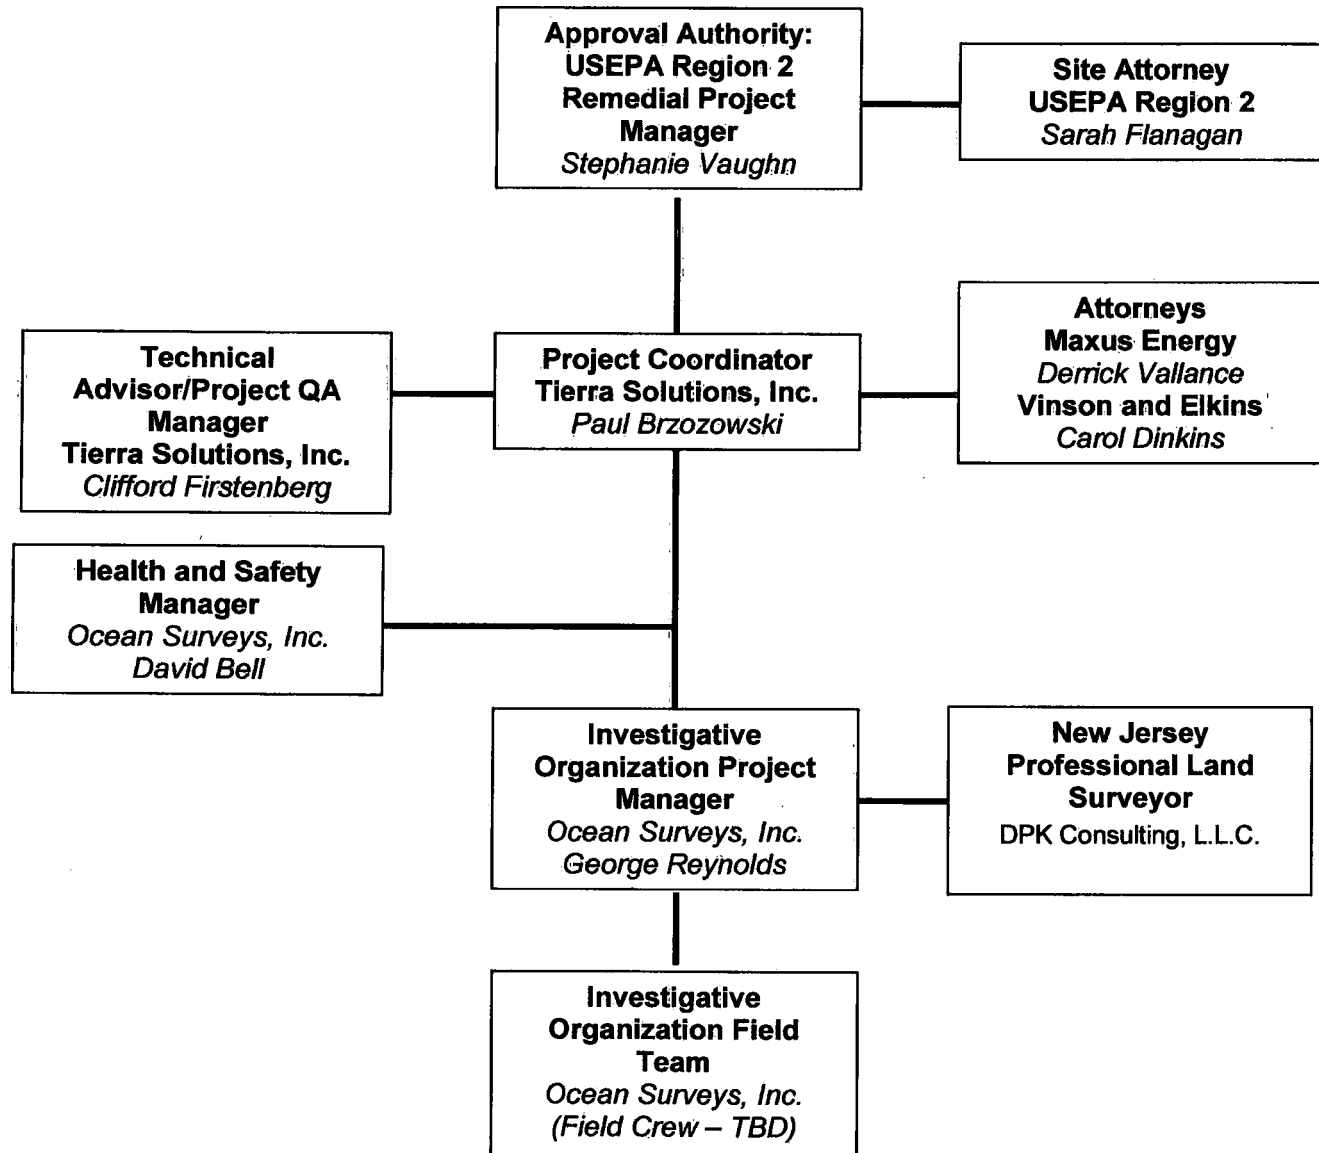 Approval Authority:
USEPA Region 2
Remedial Project
Manager
Stephanie Vaughn
Site Attorney
USEPA Region 2
Sarah Flanagan
Technical
Advisor/Project QA
Manager
Tierra Solutions, Inc.
Clifford Firstenberg
Project Coordinator
Tierra Solutions, Inc.
Paul Brzozowski
Attorneys
Maxus Energy
Derrick Vallance
Vinson and Elkins
Carol Dinkins
Health and Safety
Manager
Ocean Surveys, Inc.
David Bell
Investigative
Organization Project
Manager
Ocean Surveys, Inc.
George Reynolds
New Jersey
Professional Land
Surveyor
DPK Consulting, L.L.C.
Investigative
Organization Field
Team
Ocean Surveys, Inc.
(Field Crew – TBD)